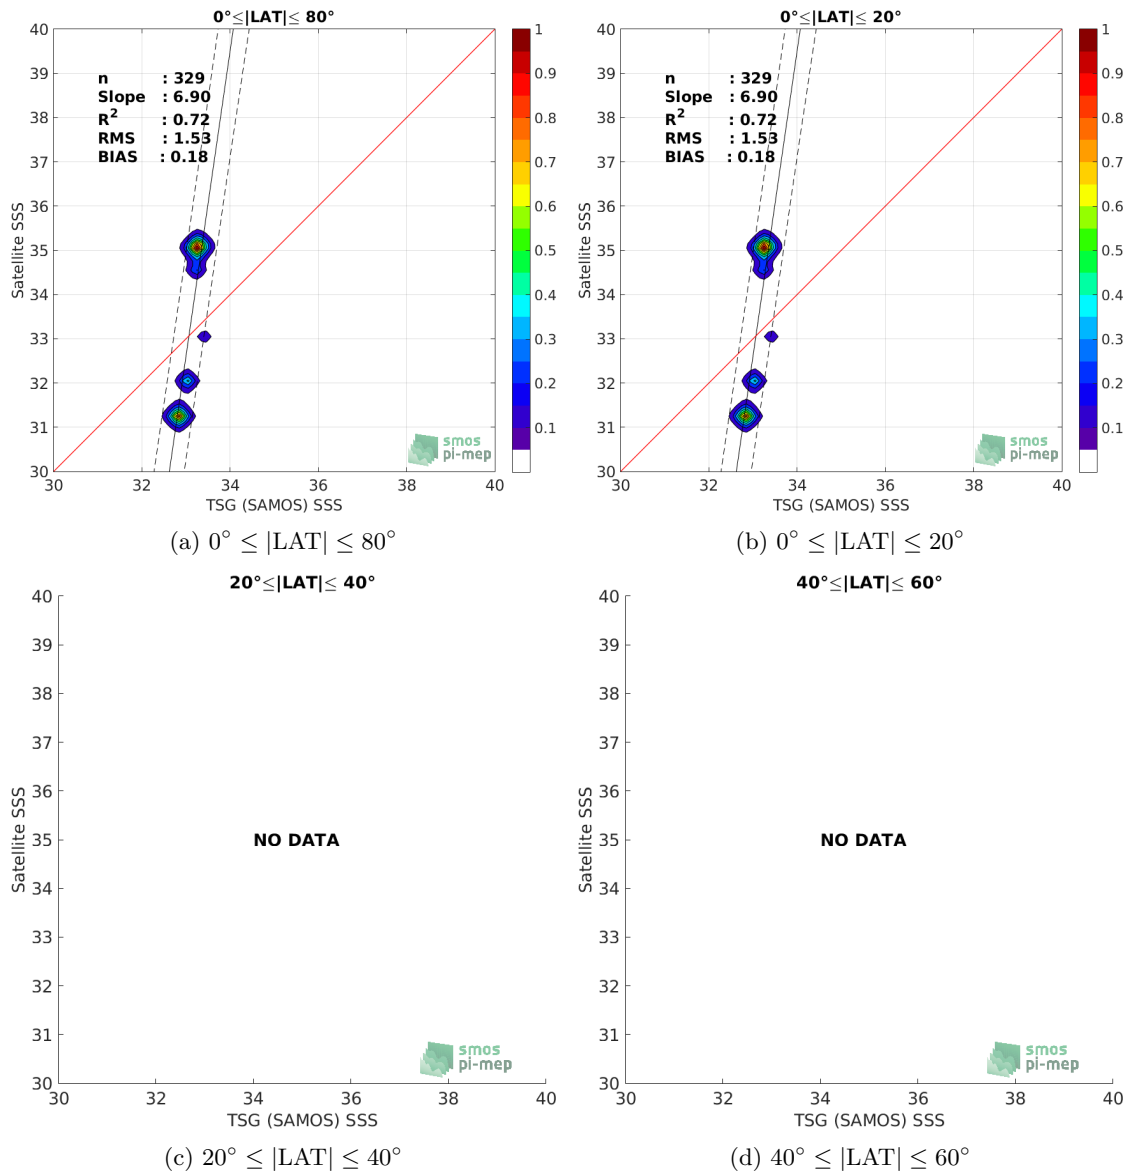 0°≤|LAT|≤ 80°
40
39
38
37
36
35
34
33
32
31
30
Satellite SSS
n : 329
Slope : 6.90
R2 : 0.72
RMS : 1.53
BIAS : 0.18
smos
pi-mep
30 32 34 36 38 40
TSG (SAMOS) SSS
1
0.9
0.8
0.7
0.6
0.5
0.4
0.3
0.2
0.1
(a) 0° ≤ |LAT| ≤ 80°
0°≤|LAT|≤ 20°
40
39
38
37
36
35
34
33
32
31
30
Satellite SSS
n : 329
Slope : 6.90
R2 : 0.72
RMS : 1.53
BIAS : 0.18
smos
pi-mep
30 32 34 36 38 40
TSG (SAMOS) SSS
1
0.9
0.8
0.7
0.6
0.5
0.4
0.3
0.2
0.1
(b) 0° ≤ |LAT| ≤ 20°
20°≤|LAT|≤ 40°
40
39
38
37
36
35
34
33
32
31
30
Satellite SSS
NO DATA
smos
pi-mep
30 32 34 36 38 40
TSG (SAMOS) SSS
(c) 20° ≤ |LAT| ≤ 40°
40°≤|LAT|≤ 60°
40
39
38
37
36
35
34
33
32
31
30
Satellite SSS
NO DATA
smos
pi-mep
30 32 34 36 38 40
TSG (SAMOS) SSS
(d) 40° ≤ |LAT| ≤ 60°